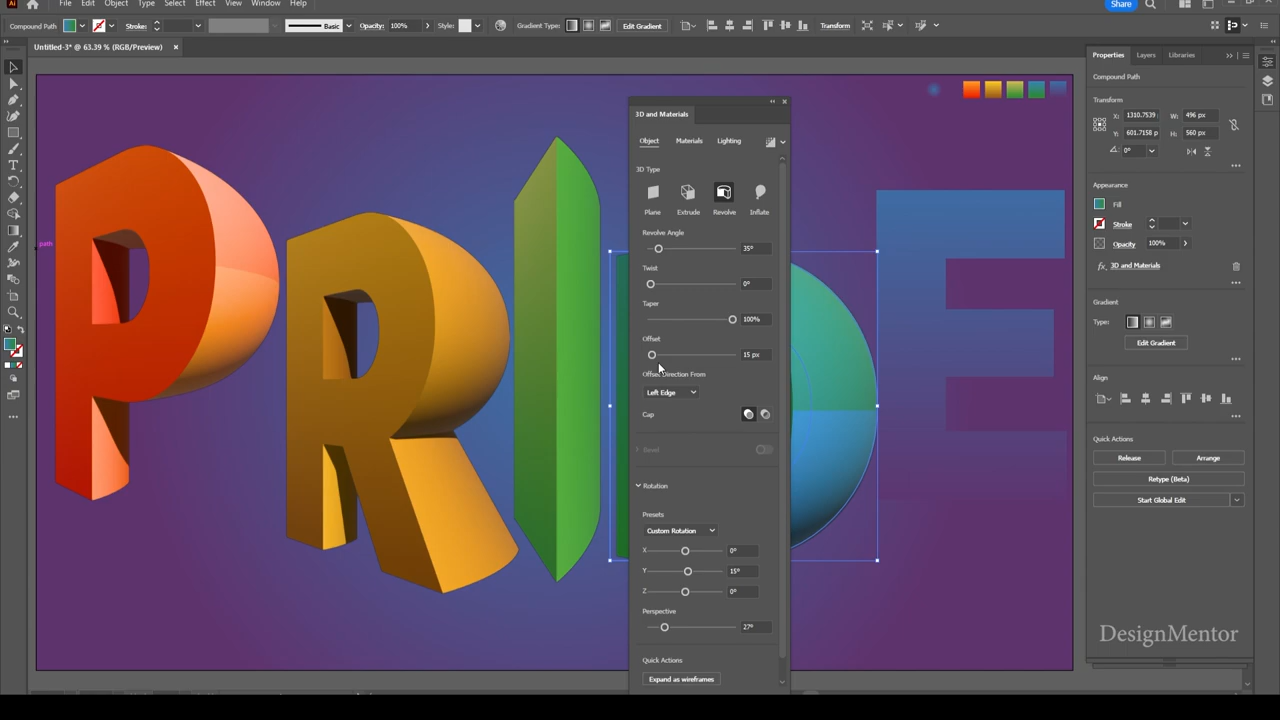 File Edit Object Type Select Effect View Window Help
Share
Compound Path Stroke: Basic Opacity: 100% Style: Gradient Type: Edit Gradient Transform
Untitled-3* @ 63.39 % (RGB/Preview)
Properties Layers Libraries
Compound Path
Transform
X: 1310.7539 W: 496 px
Y: 601.7158 p H: 560 px
0°
Appearance
Fill
Stroke
Opacity 100%
fx 3D and Materials
Gradient
Type:
Edit Gradient
Align
Quick Actions
Release Arrange
Retype (Beta)
Start Global Edit
DesignMentor
3D and Materials
Object Materials Lighting
3D Type
Plane Extrude Revolve Inflate
Revolve Angle
35°
Twist
0°
Taper
100%
Offset
15 px
Offset Direction From
Left Edge
Cap
Bevel
Rotation
Presets
Custom Rotation
X 0°
Y 15°
Z 0°
Perspective
27°
Quick Actions
Expand as wireframes
path
P R I D E